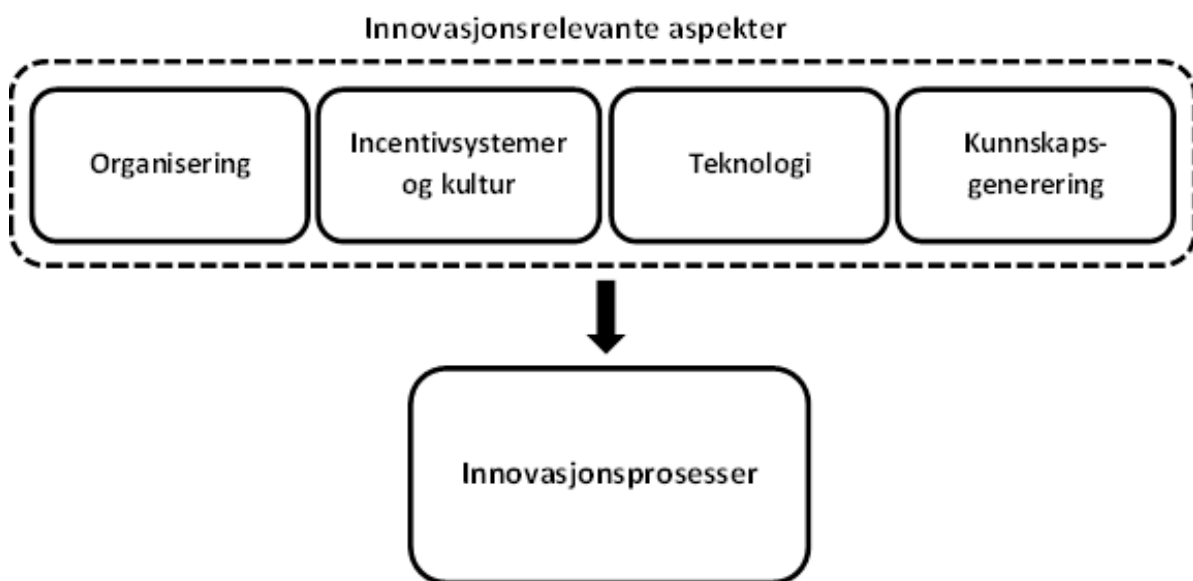 Innovasjonsrelevante aspekter
Organisering
Incentivsystemer
og kultur
Teknologi
Kunnskaps-
generering
Innovasjonsprosesser